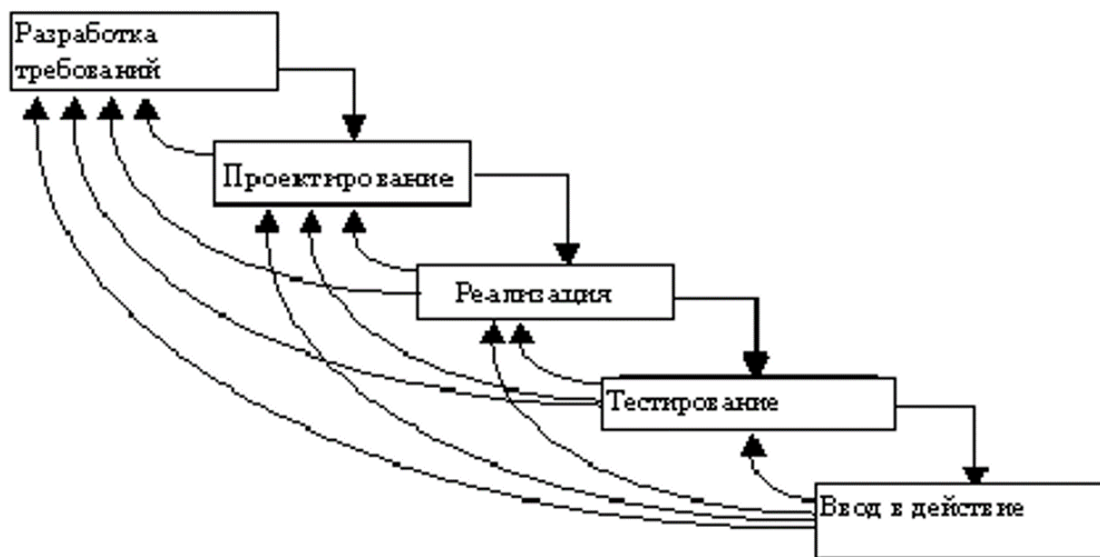 Разработка
требований
Проектирование
Реализация
Тестирование
Ввод в действие